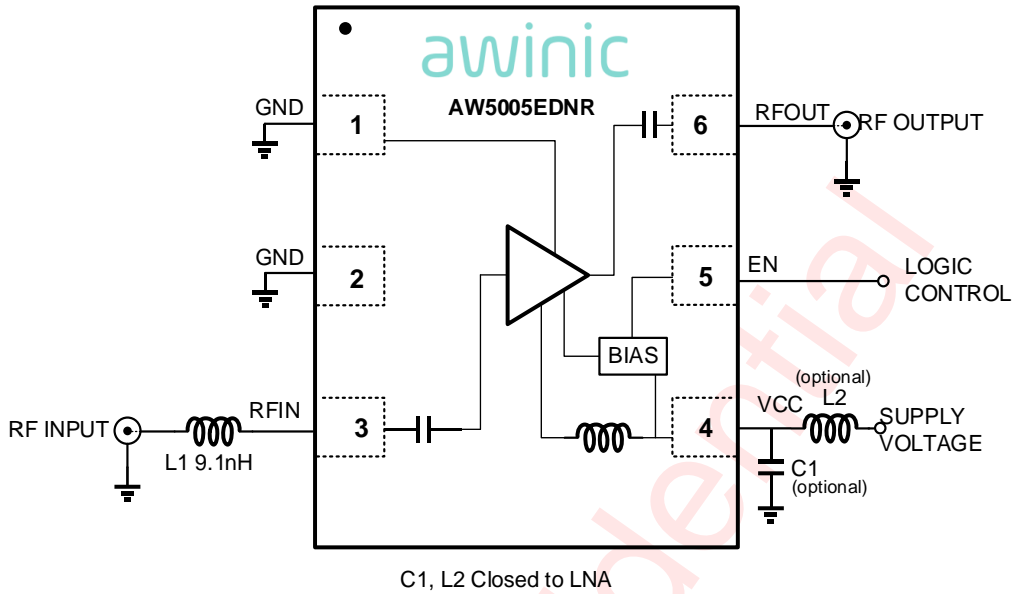 awinic
AW5005EDNR
GND
1
6
RFOUT
RF OUTPUT
GND
2
5
EN
LOGIC
CONTROL
BIAS
(optional)
L2
VCC
SUPPLY
VOLTAGE
RF INPUT
RFIN
3
4
L1 9.1nH
C1
(optional)
C1, L2 Closed to LNA
dential